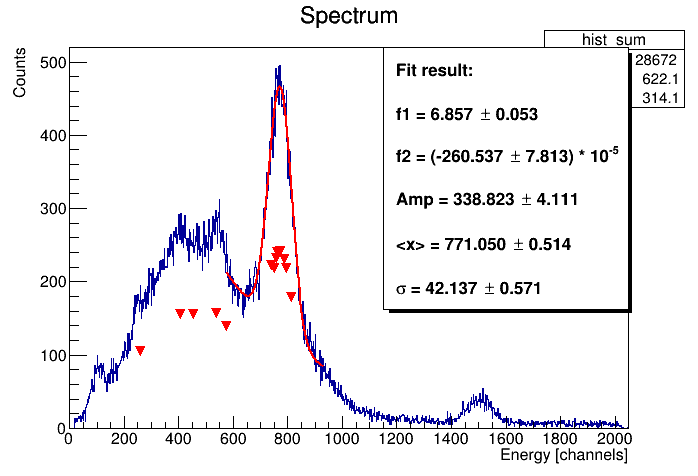 Spectrum
hist_sum
28672
622.1
314.1
Counts
Fit result:
f1 = 6.857 ± 0.053
f2 = (-260.537 ± 7.813) * 10-5
Amp = 338.823 ± 4.111
<x> = 771.050 ± 0.514
σ = 42.137 ± 0.571
500
400
300
200
100
0
0 200 400 600 800 1000 1200 1400 1600 1800 2000
Energy [channels]